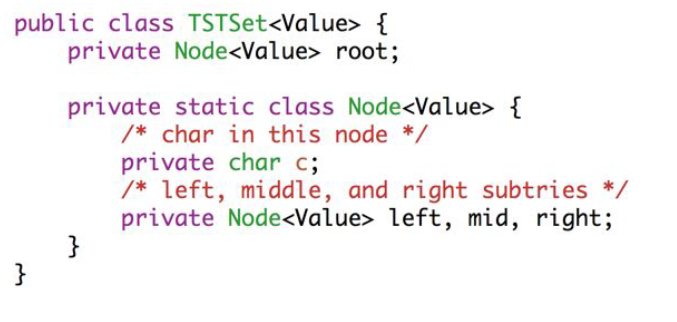 public class TSTSet<Value> {
    private Node<Value> root;
    private static class Node<Value> {
        /* char in this node */
        private char c;
        /* left, middle, and right subtries */
        private Node<Value> left, mid, right;
    }
}